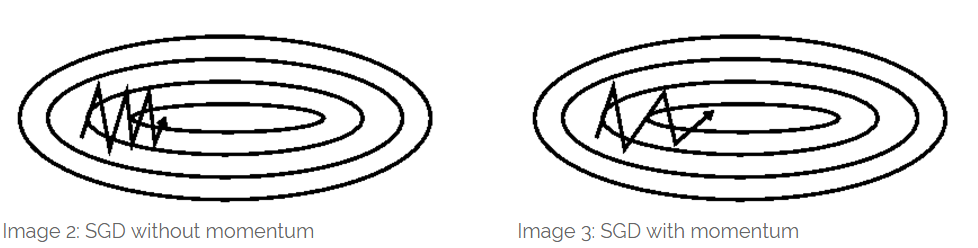 Image 2: SGD without momentum
Image 3: SGD with momentum